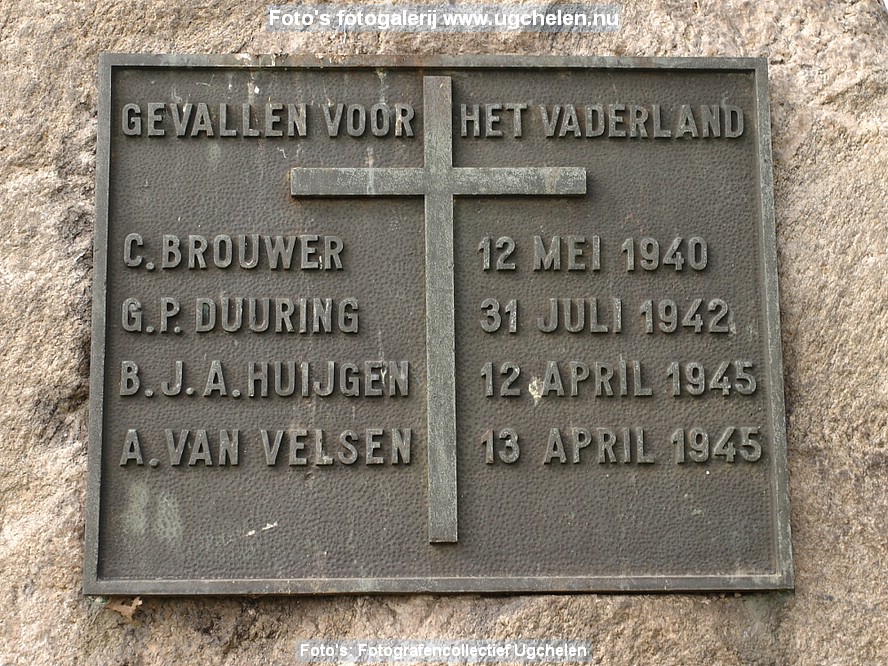 Foto's fotogalerij www.ugchelen.nu
GEVALLEN VOOR HET VADERLAND
C. BROUWER 12 MEI 1940
G.P. DUURING 31 JULI 1942
B.J.A. HUIJGEN 12 APRIL 1945
A. VAN VELSEN 13 APRIL 1945
Foto's: Fotografencollectief Ugchelen